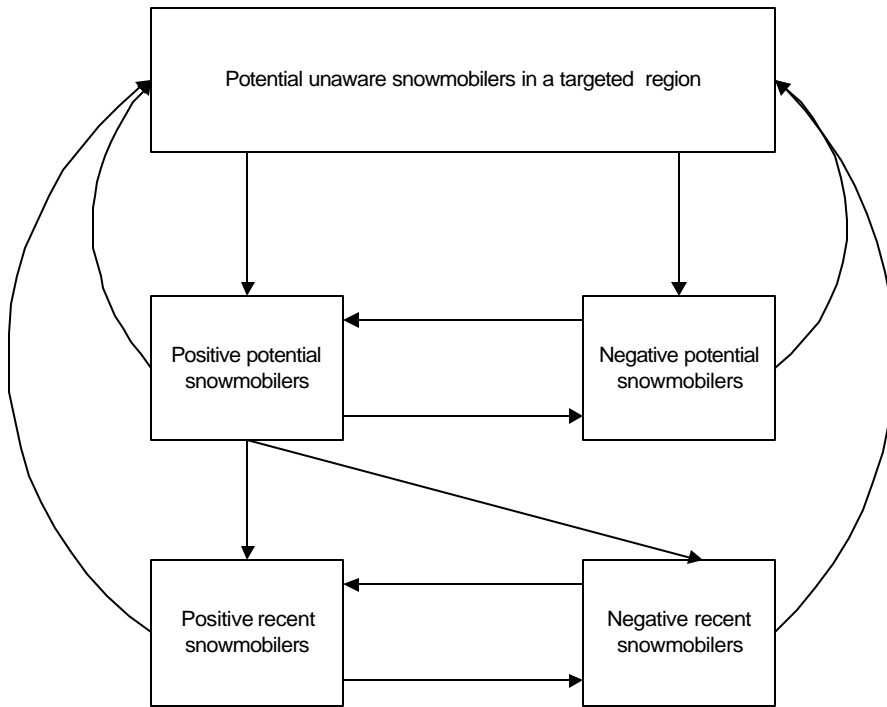 Potential unaware snowmobilers in a targeted region
Positive potential
snowmobilers
Negative potential
snowmobilers
Positive recent
snowmobilers
Negative recent
snowmobilers